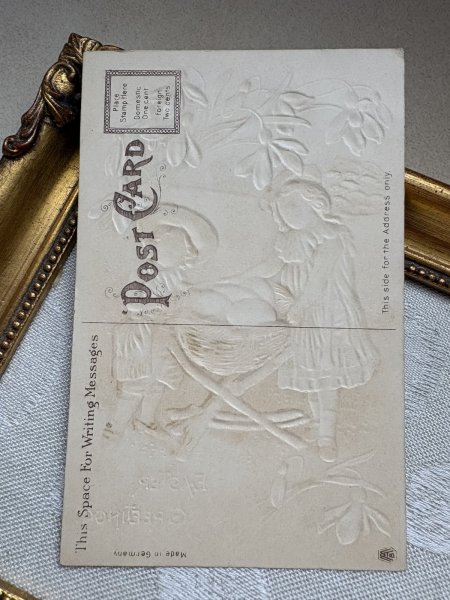 Place
Stamp Here
Domestic
One cent
foreign
Two cents
POST CARD
This Space For Writing Messages
This side for the Address only.
Made in Germany